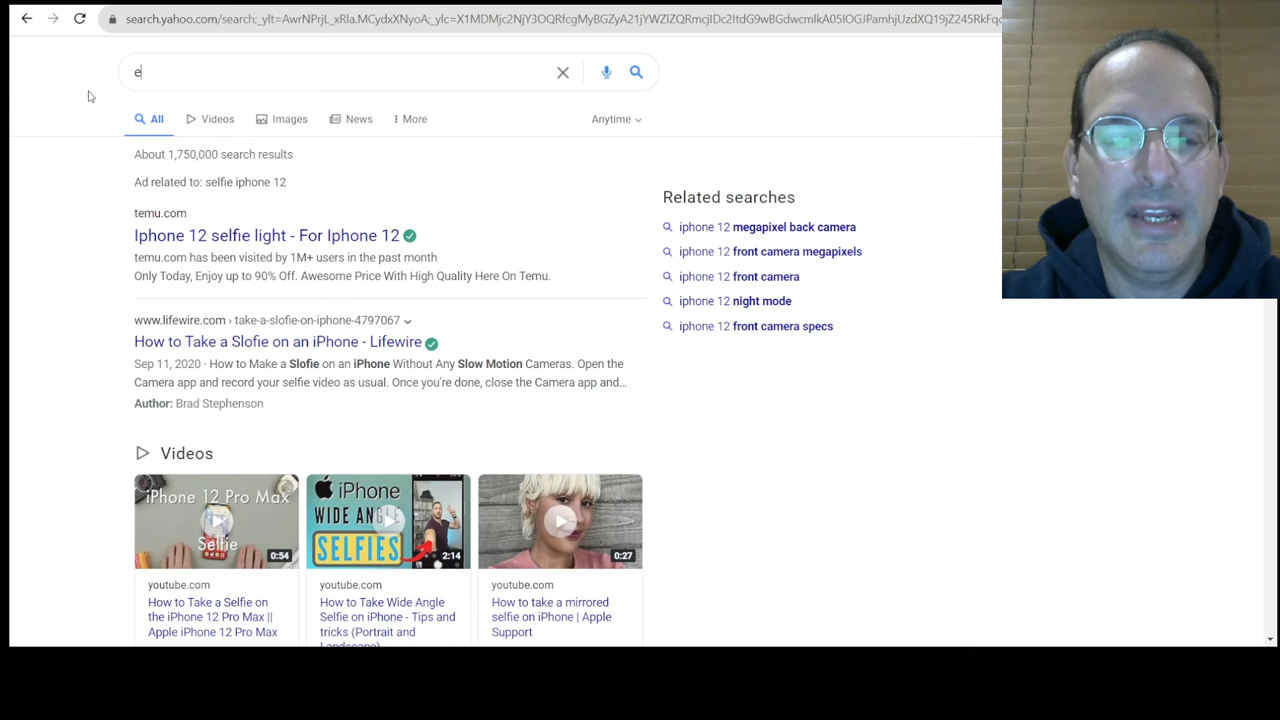 search.yahoo.com/search;_ylt=AwrNPrjL_xRla.MCydxXNyoA;_ylc=X1MDMjc2NjY3OQRfcgMyBGZyA21jYWZlZQRmcjIDc2ItdG9wBGdwcmlkA05IOGJPamhjUzdXQ19jZ245RkFqc
e
All
Videos
Images
News
More
Anytime
About 1,750,000 search results
Ad related to: selfie iphone 12
temu.com
Iphone 12 selfie light - For Iphone 12
temu.com has been visited by 1M+ users in the past month
Only Today, Enjoy up to 90% Off. Awesome Price With High Quality Here On Temu.
www.lifewire.com › take-a-slofie-on-iphone-4797067
How to Take a Slofie on an iPhone - Lifewire
Sep 11, 2020 · How to Make a Slofie on an iPhone Without Any Slow Motion Cameras. Open the
Camera app and record your selfie video as usual. Once you're done, close the Camera app and...
Author: Brad Stephenson
Videos
iPhone 12 Pro Max
Selfie
0:54
youtube.com
How to Take a Selfie on
the iPhone 12 Pro Max ||
Apple iPhone 12 Pro Max
iPhone
WIDE ANGLE
SELFIES
2:14
youtube.com
How to Take Wide Angle
Selfie on iPhone - Tips and
tricks (Portrait and
Landscape)
0:27
youtube.com
How to take a mirrored
selfie on iPhone | Apple
Support
Related searches
iphone 12 megapixel back camera
iphone 12 front camera megapixels
iphone 12 front camera
iphone 12 night mode
iphone 12 front camera specs